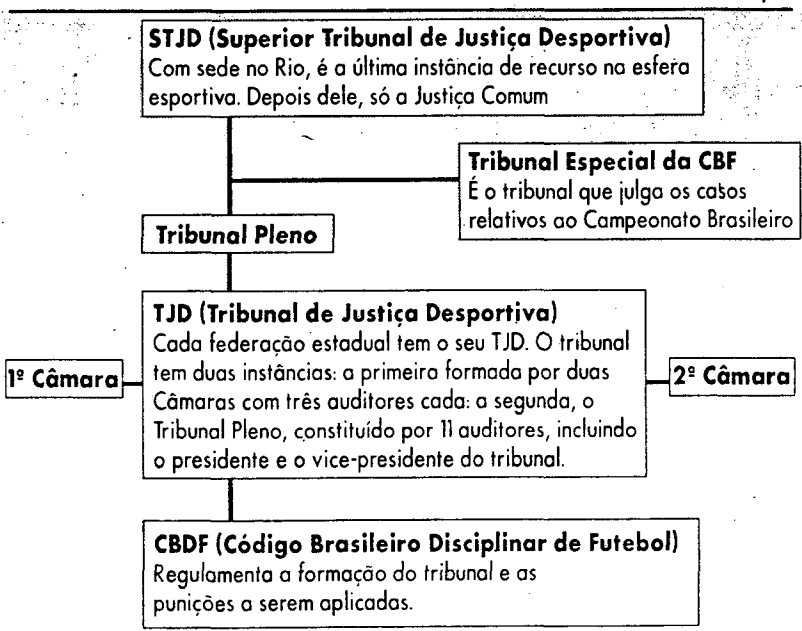 STJD (Superior Tribunal de Justiça Desportiva)
Com sede no Rio, é a última instância de recurso na esfera
esportiva. Depois dele, só a Justiça Comum
Tribunal Especial da CBF
É o tribunal que julga os casos
relativos ao Campeonato Brasileiro
Tribunal Pleno
TJD (Tribunal de Justiça Desportiva)
Cada federação estadual tem o seu TJD. O tribunal
tem duas instâncias: a primeira formada por duas
Câmaras com três auditores cada: a segunda, o
Tribunal Pleno, constituído por 11 auditores, incluindo
o presidente e o vice-presidente do tribunal.
1ª Câmara
2ª Câmara
CBDF (Código Brasileiro Disciplinar de Futebol)
Regulamenta a formação do tribunal e as
punições a serem aplicadas.